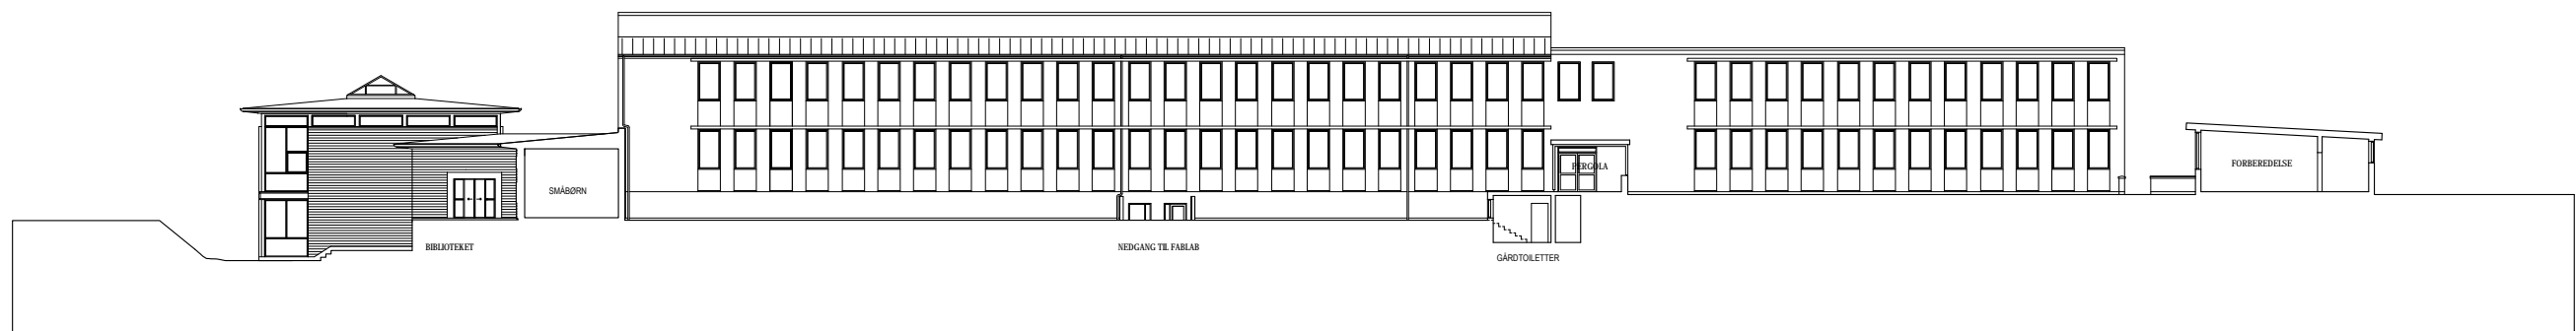 SMÅBØRN
PERGOLA
FORBEREDELSE
BIBLIOTEKET
NEDGANG TIL FABLAB
GÅRDTOILETTER